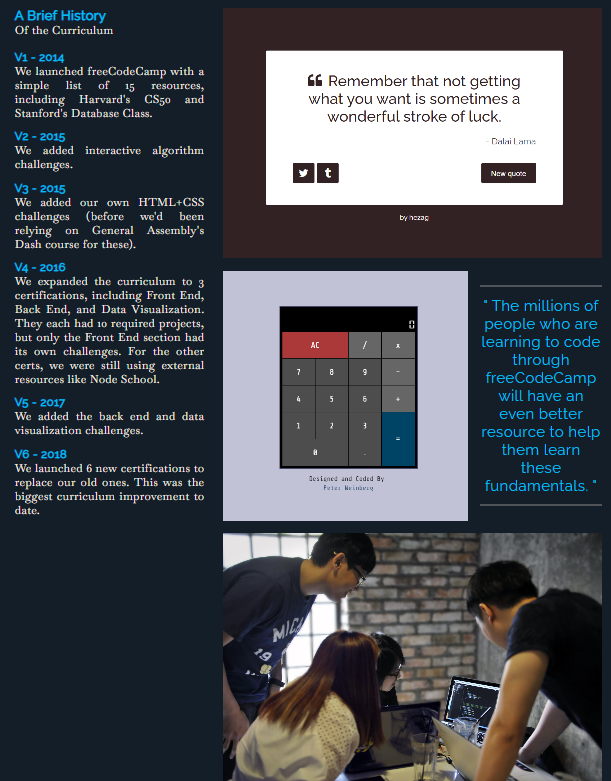 A Brief History
Of the Curriculum
V1 - 2014
We launched freeCodeCamp with a
simple list of 15 resources,
including Harvard's CS50 and
Stanford's Database Class.
V2 - 2015
We added interactive algorithm
challenges.
V3 - 2015
We added our own HTML+CSS
challenges (before we'd been
relying on General Assembly's
Dash course for these).
V4 - 2016
We expanded the curriculum to 3
certifications, including Front End,
Back End, and Data Visualization.
They each had 10 required projects,
but only the Front End section had
its own challenges. For the other
certs, we were still using external
resources like Node School.
V5 - 2017
We added the back end and data
visualization challenges.
V6 - 2018
We launched 6 new certifications to
replace our old ones. This was the
biggest curriculum improvement to
date.
“ Remember that not getting
what you want is sometimes a
wonderful stroke of luck.
- Dalai Lama
t
New quote
by hezag
0
AC / x
7 8 9 -
4 5 6 +
1 2 3 =
0 .
Designed and Coded By
Peter Weinberg
" The millions of
people who are
learning to code
through
freeCodeCamp
will have an
even better
resource to help
them learn
these
fundamentals. "